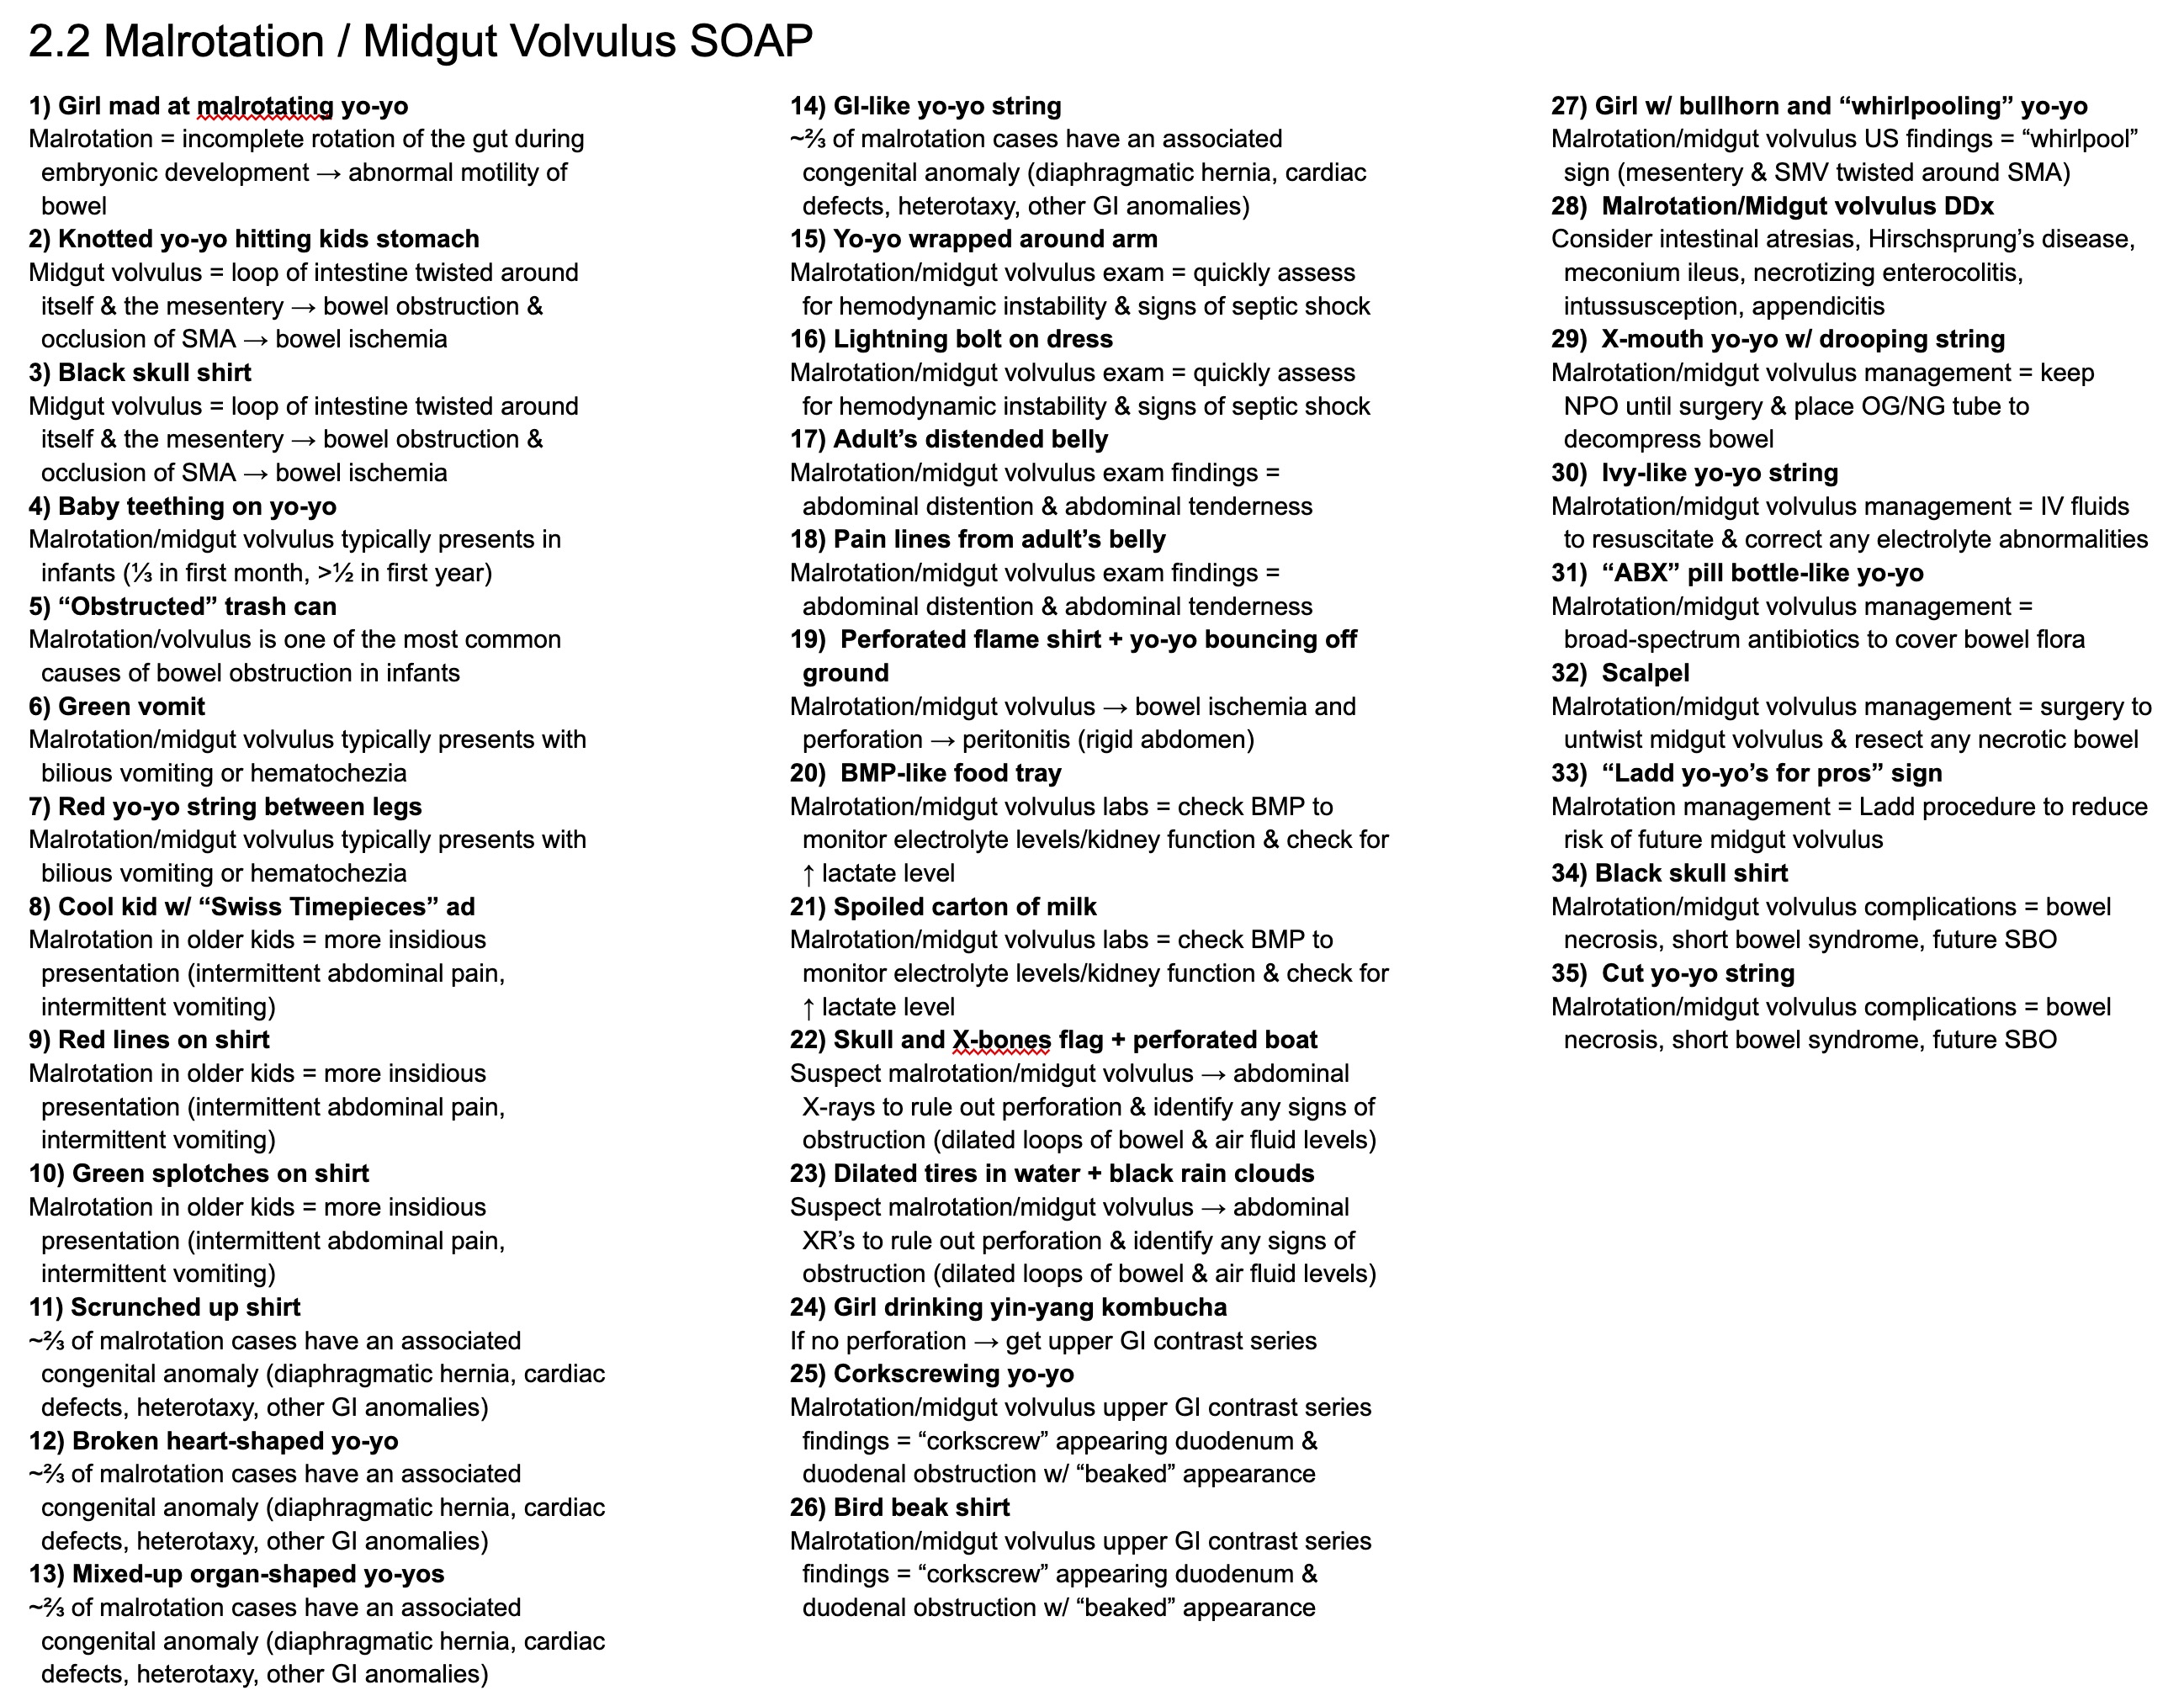 2.2 Malrotation / Midgut Volvulus SOAP
1) Girl mad at malrotating yo-yo
Malrotation = incomplete rotation of the gut during
embryonic development → abnormal motility of
bowel
2) Knotted yo-yo hitting kids stomach
Midgut volvulus = loop of intestine twisted around
itself & the mesentery → bowel obstruction &
occlusion of SMA → bowel ischemia
3) Black skull shirt
Midgut volvulus = loop of intestine twisted around
itself & the mesentery → bowel obstruction &
occlusion of SMA → bowel ischemia
4) Baby teething on yo-yo
Malrotation/midgut volvulus typically presents in
infants (⅓ in first month, >½ in first year)
5) “Obstructed” trash can
Malrotation/volvulus is one of the most common
causes of bowel obstruction in infants
6) Green vomit
Malrotation/midgut volvulus typically presents with
bilious vomiting or hematochezia
7) Red yo-yo string between legs
Malrotation/midgut volvulus typically presents with
bilious vomiting or hematochezia
8) Cool kid w/ “Swiss Timepieces” ad
Malrotation in older kids = more insidious
presentation (intermittent abdominal pain,
intermittent vomiting)
9) Red lines on shirt
Malrotation in older kids = more insidious
presentation (intermittent abdominal pain,
intermittent vomiting)
10) Green splotches on shirt
Malrotation in older kids = more insidious
presentation (intermittent abdominal pain,
intermittent vomiting)
11) Scrunched up shirt
~⅔ of malrotation cases have an associated
congenital anomaly (diaphragmatic hernia, cardiac
defects, heterotaxy, other GI anomalies)
12) Broken heart-shaped yo-yo
~⅔ of malrotation cases have an associated
congenital anomaly (diaphragmatic hernia, cardiac
defects, heterotaxy, other GI anomalies)
13) Mixed-up organ-shaped yo-yos
~⅔ of malrotation cases have an associated
congenital anomaly (diaphragmatic hernia, cardiac
defects, heterotaxy, other GI anomalies)
14) GI-like yo-yo string
~⅔ of malrotation cases have an associated
congenital anomaly (diaphragmatic hernia, cardiac
defects, heterotaxy, other GI anomalies)
15) Yo-yo wrapped around arm
Malrotation/midgut volvulus exam = quickly assess
for hemodynamic instability & signs of septic shock
16) Lightning bolt on dress
Malrotation/midgut volvulus exam = quickly assess
for hemodynamic instability & signs of septic shock
17) Adult’s distended belly
Malrotation/midgut volvulus exam findings =
abdominal distention & abdominal tenderness
18) Pain lines from adult’s belly
Malrotation/midgut volvulus exam findings =
abdominal distention & abdominal tenderness
19) Perforated flame shirt + yo-yo bouncing off
ground
Malrotation/midgut volvulus → bowel ischemia and
perforation → peritonitis (rigid abdomen)
20) BMP-like food tray
Malrotation/midgut volvulus labs = check BMP to
monitor electrolyte levels/kidney function & check for
↑ lactate level
21) Spoiled carton of milk
Malrotation/midgut volvulus labs = check BMP to
monitor electrolyte levels/kidney function & check for
↑ lactate level
22) Skull and X-bones flag + perforated boat
Suspect malrotation/midgut volvulus → abdominal
X-rays to rule out perforation & identify any signs of
obstruction (dilated loops of bowel & air fluid levels)
23) Dilated tires in water + black rain clouds
Suspect malrotation/midgut volvulus → abdominal
XR’s to rule out perforation & identify any signs of
obstruction (dilated loops of bowel & air fluid levels)
24) Girl drinking yin-yang kombucha
If no perforation → get upper GI contrast series
25) Corkscrewing yo-yo
Malrotation/midgut volvulus upper GI contrast series
findings = “corkscrew” appearing duodenum &
duodenal obstruction w/ “beaked” appearance
26) Bird beak shirt
Malrotation/midgut volvulus upper GI contrast series
findings = “corkscrew” appearing duodenum &
duodenal obstruction w/ “beaked” appearance
27) Girl w/ bullhorn and “whirlpooling” yo-yo
Malrotation/midgut volvulus US findings = “whirlpool”
sign (mesentery & SMV twisted around SMA)
28) Malrotation/Midgut volvulus DDx
Consider intestinal atresias, Hirschsprung’s disease,
meconium ileus, necrotizing enterocolitis,
intussusception, appendicitis
29) X-mouth yo-yo w/ drooping string
Malrotation/midgut volvulus management = keep
NPO until surgery & place OG/NG tube to
decompress bowel
30) Ivy-like yo-yo string
Malrotation/midgut volvulus management = IV fluids
to resuscitate & correct any electrolyte abnormalities
31) “ABX” pill bottle-like yo-yo
Malrotation/midgut volvulus management =
broad-spectrum antibiotics to cover bowel flora
32) Scalpel
Malrotation/midgut volvulus management = surgery to
untwist midgut volvulus & resect any necrotic bowel
33) “Ladd yo-yo’s for pros” sign
Malrotation management = Ladd procedure to reduce
risk of future midgut volvulus
34) Black skull shirt
Malrotation/midgut volvulus complications = bowel
necrosis, short bowel syndrome, future SBO
35) Cut yo-yo string
Malrotation/midgut volvulus complications = bowel
necrosis, short bowel syndrome, future SBO